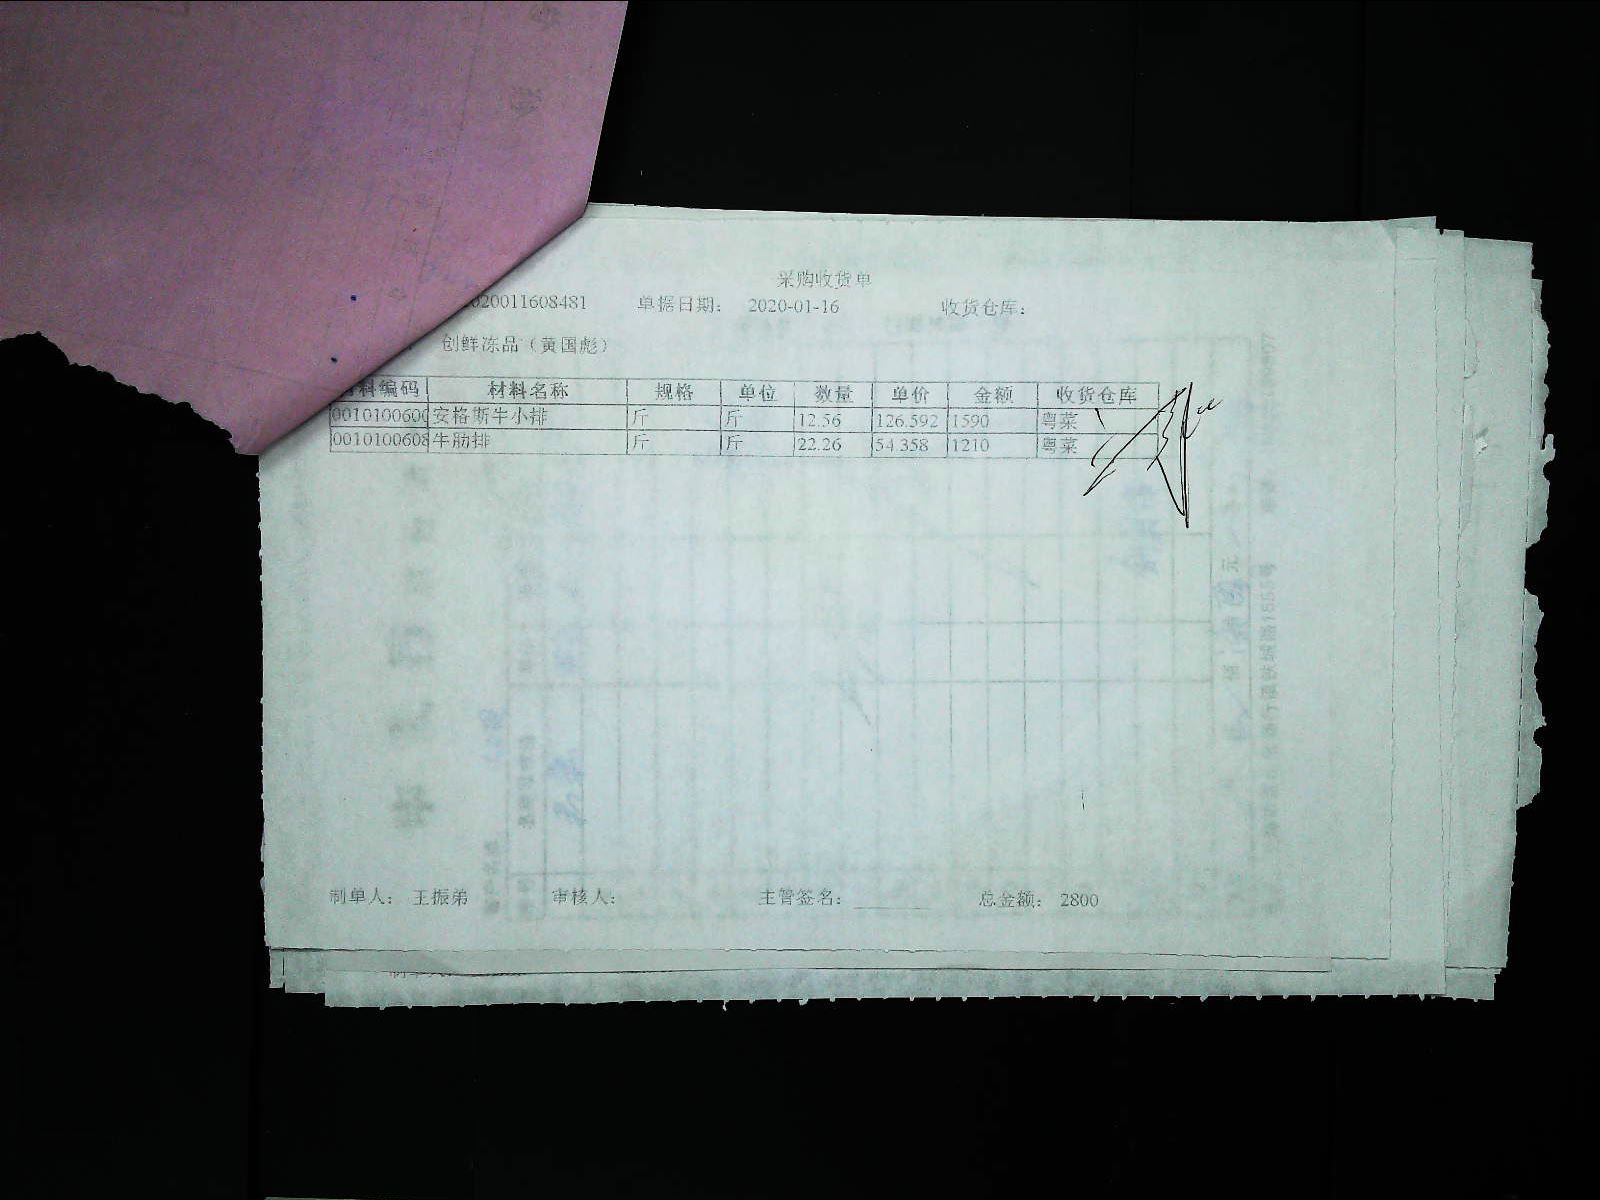 采购收货单
020011608481 单据日期: 2020-01-16 收货仓库:
创鲜冻品(黄国彪)
料编码 材料名称 规格 单位 数量 单价 金额 收货仓库
0010100600 安格斯牛小排 斤 斤 12.56 126.592 1590 粤菜
0010100608 牛肋排 斤 斤 22.26 54.358 1210 粤菜
制单人: 王振弟 审核人: 主管签名: 总金额: 2800